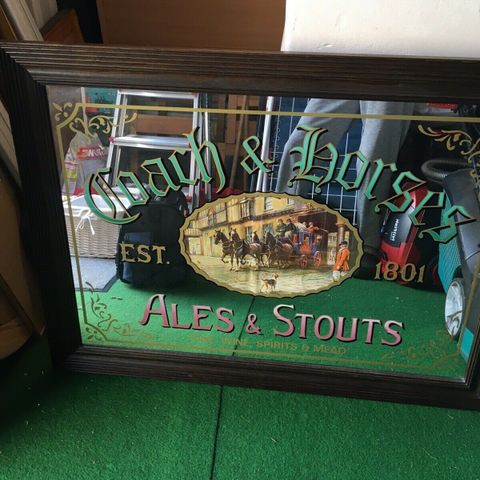 Coach & Horses
EST. 1801
ALES & STOUTS
WINE, SPIRITS & MEAD